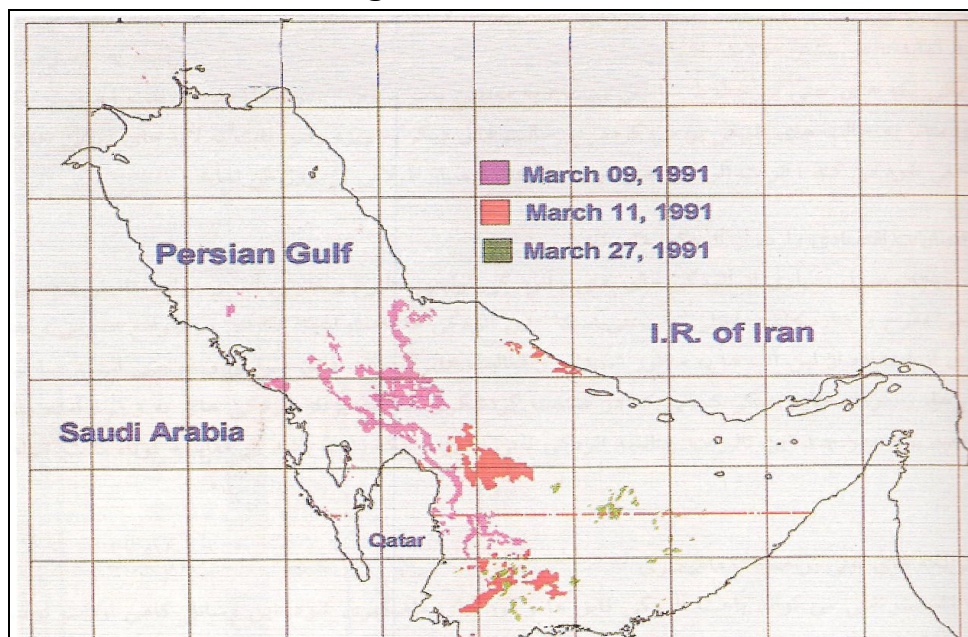 March 09, 1991
March 11, 1991
March 27, 1991
Persian Gulf
I.R. of Iran
Saudi Arabia
Qatar